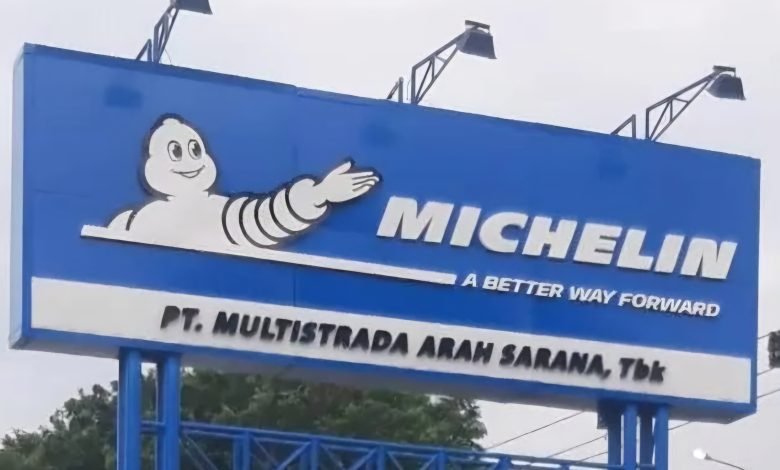 MICHELIN
A BETTER WAY FORWARD
PT. MULTISTRADA ARAH SARANA, Tbk